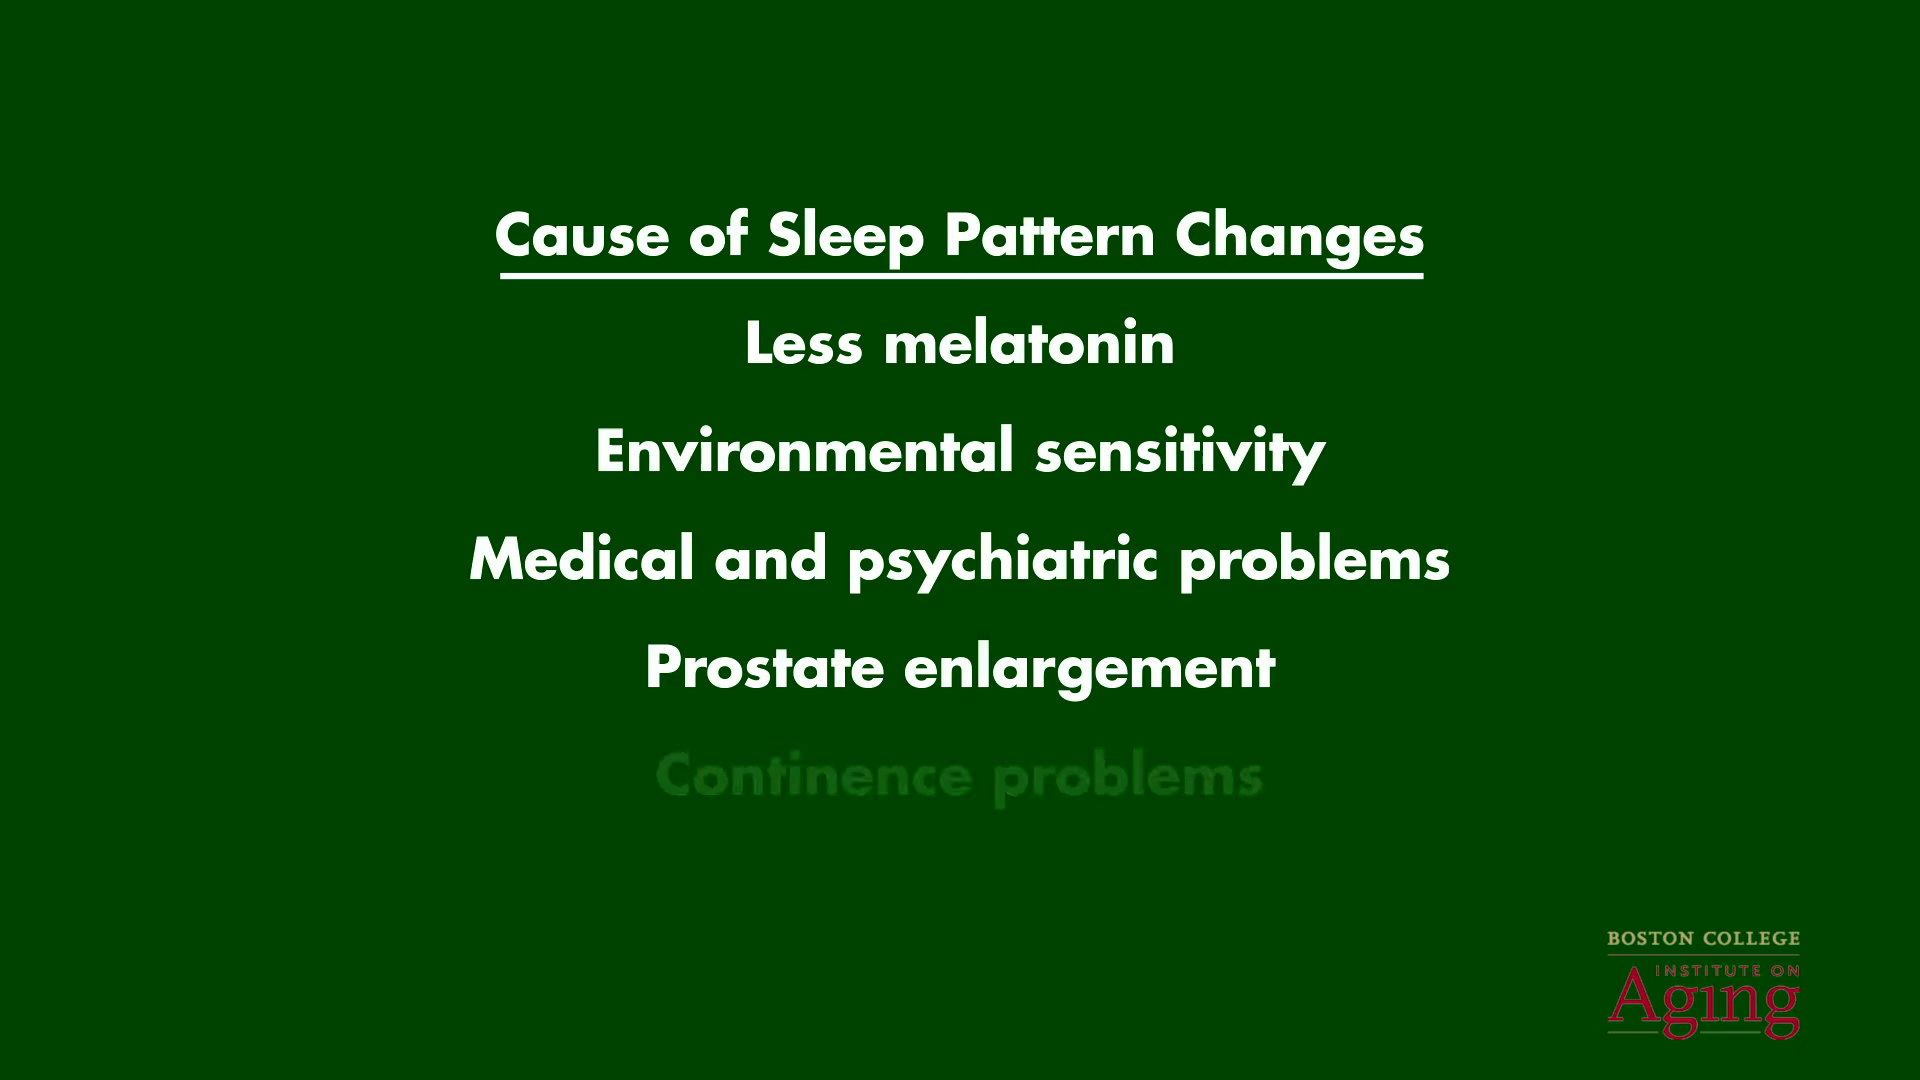 Cause of Sleep Pattern Changes
Less melatonin
Environmental sensitivity
Medical and psychiatric problems
Prostate enlargement
Continence problems
BOSTON COLLEGE
INSTITUTE ON
Aging